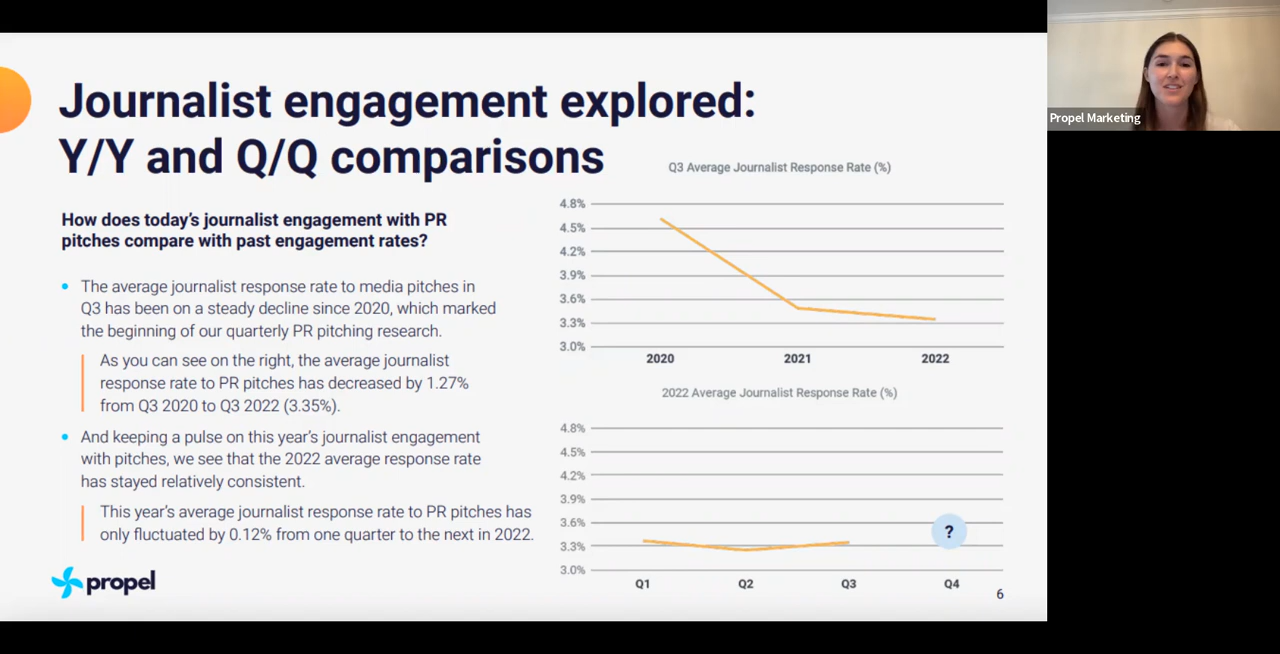 Journalist engagement explored:
Y/Y and Q/Q comparisons
How does today's journalist engagement with PR
pitches compare with past engagement rates?
• The average journalist response rate to media pitches in
Q3 has been on a steady decline since 2020, which marked
the beginning of our quarterly PR pitching research.
As you can see on the right, the average journalist
response rate to PR pitches has decreased by 1.27%
from Q3 2020 to Q3 2022 (3.35%).
• And keeping a pulse on this year's journalist engagement
with pitches, we see that the 2022 average response rate
has stayed relatively consistent.
This year's average journalist response rate to PR pitches has
only fluctuated by 0.12% from one quarter to the next in 2022.
propel
Q3 Average Journalist Response Rate (%)
4.8%
4.5%
4.2%
3.9%
3.6%
3.3%
3.0%
2020 2021 2022
2022 Average Journalist Response Rate (%)
4.8%
4.5%
4.2%
3.9%
3.6%
3.3%
3.0%
?
Q1 Q2 Q3 Q4
6
Propel Marketing